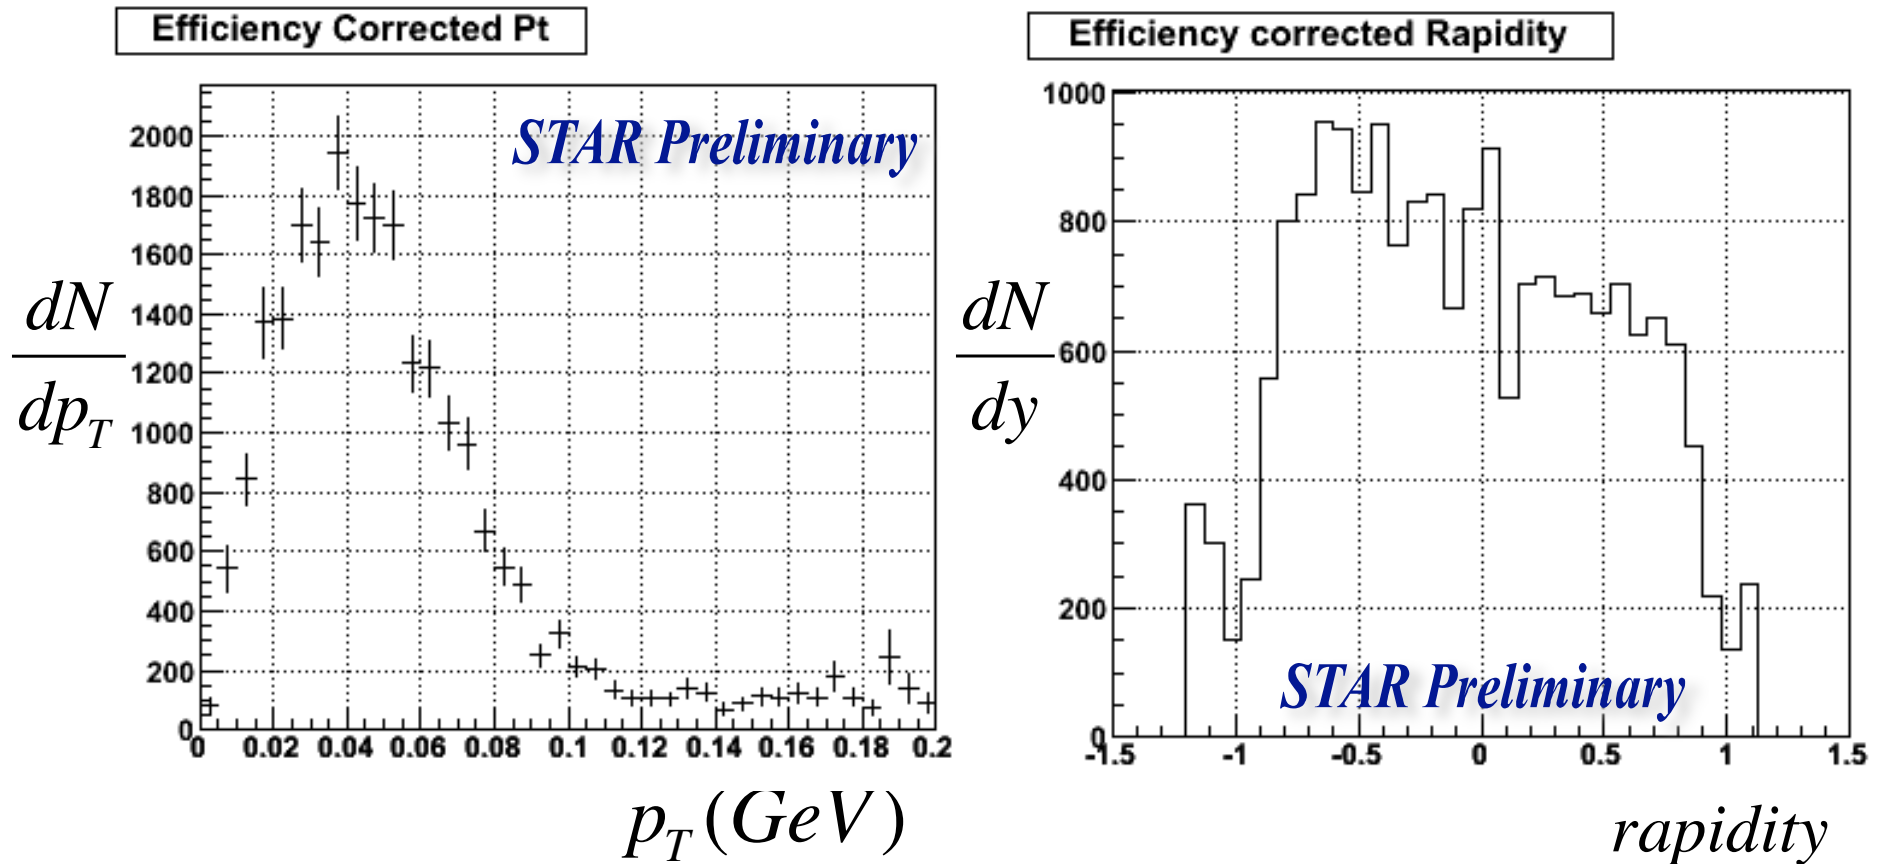 Efficiency Corrected Pt
STAR Preliminary
dN
dp_T
2000
1800
1600
1400
1200
1000
800
600
400
200
0
0 0.02 0.04 0.06 0.08 0.1 0.12 0.14 0.16 0.18 0.2
p_T (GeV)
Efficiency corrected Rapidity
dN
dy
1000
800
600
400
200
0
STAR Preliminary
-1.5 -1 -0.5 0 0.5 1 1.5
rapidity